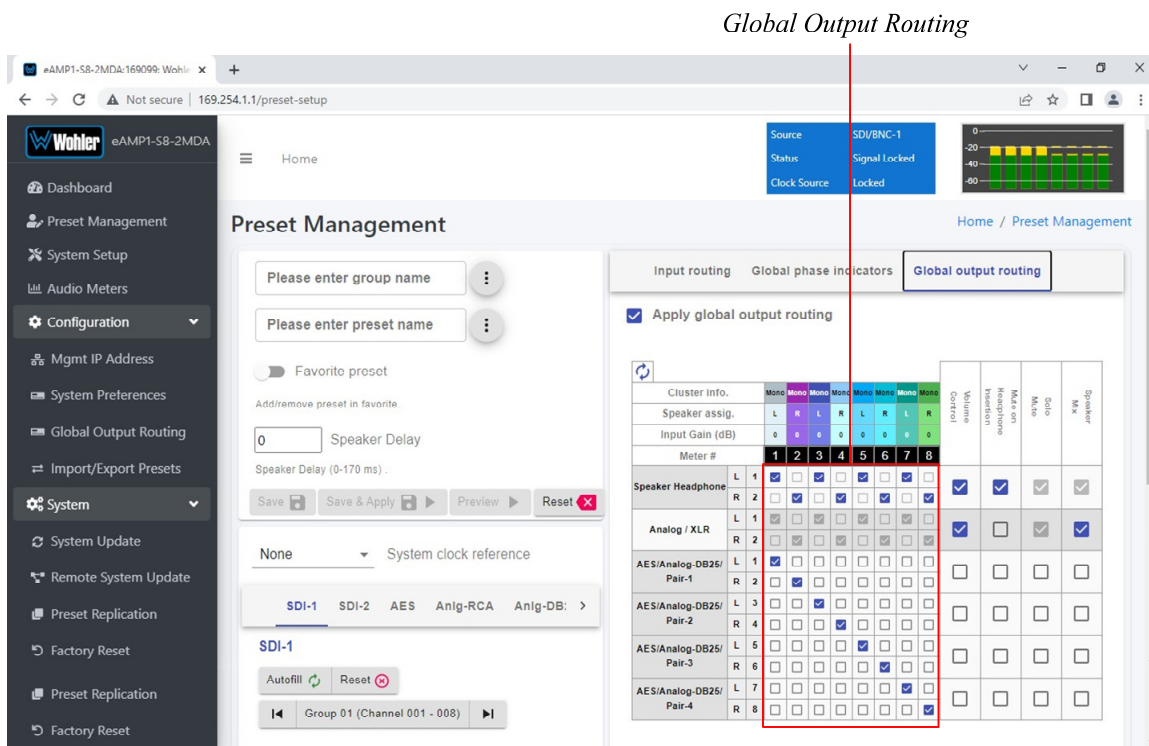 Global Output Routing
eAMP1-S8-2MDA:169099: Wohle
Not secure | 169.254.1.1/preset-setup
Wohler eAMP1-S8-2MDA
Dashboard
Preset Management
System Setup
Audio Meters
Configuration
Mgmt IP Address
System Preferences
Global Output Routing
Import/Export Presets
System
System Update
Remote System Update
Preset Replication
Factory Reset
Preset Replication
Factory Reset
Home
Source SDI/BNC-1
Status Signal Locked
Clock Source Locked
0
-20
-40
-60
Preset Management
Home / Preset Management
Please enter group name
Please enter preset name
Favorite preset
Add/remove preset in favorite
0 Speaker Delay
Speaker Delay (0-170 ms) .
Save Save & Apply Preview Reset
None System clock reference
SDI-1 SDI-2 AES Anlg-RCA Anlg-DB:
SDI-1
Autofill Reset
Group 01 (Channel 001 - 008)
Input routing Global phase indicators Global output routing
Apply global output routing
Cluster info. Mono Mono Mono Mono Mono Mono Mono Mono
Speaker assig. L R L R L R L R
Input Gain (dB) 0 0 0 0 0 0 0 0
Meter # 1 2 3 4 5 6 7 8
Volume
Control
Mute on
Headphone
Insertion
Solo
Mute
Speaker
Mix
Speaker Headphone
L 1
R 2
Analog / XLR
L 1
R 2
AES/Analog-DB25/
Pair-1
L 1
R 2
AES/Analog-DB25/
Pair-2
L 3
R 4
AES/Analog-DB25/
Pair-3
L 5
R 6
AES/Analog-DB25/
Pair-4
L 7
R 8